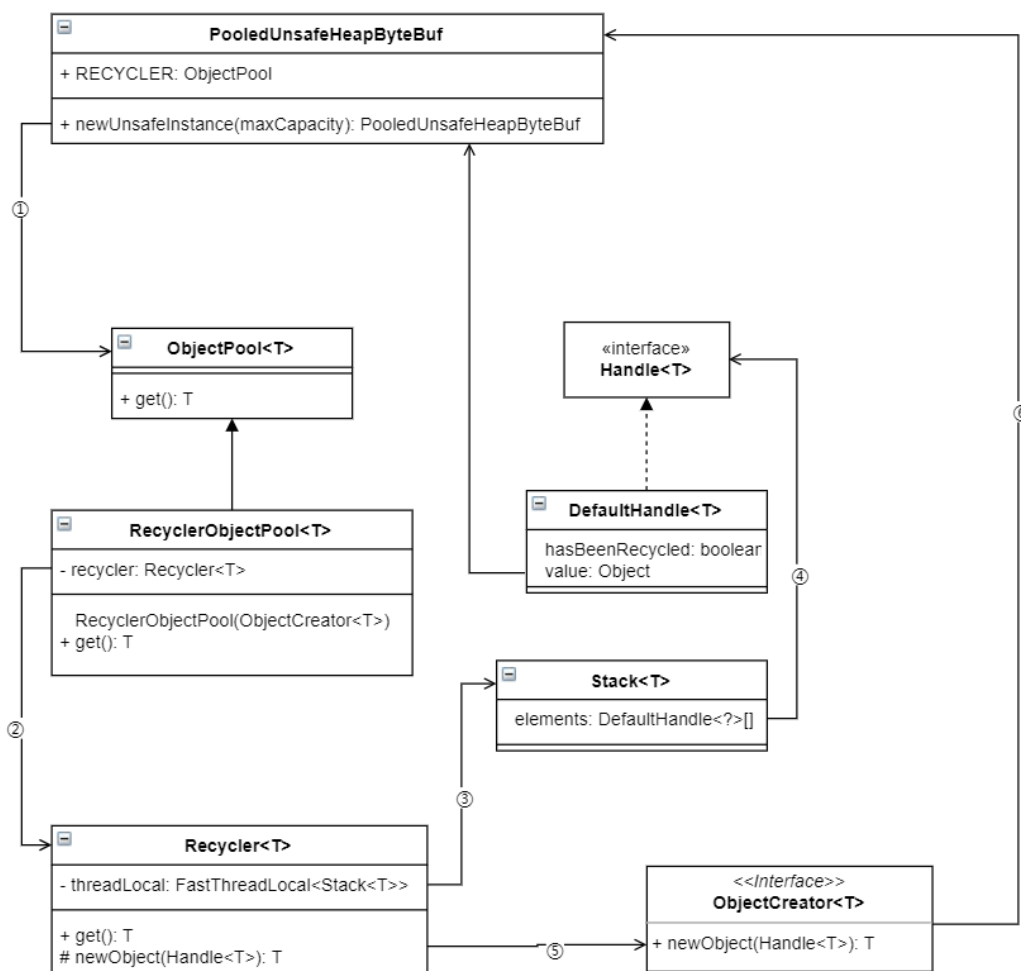 PooledUnsafeHeapByteBuf
+ RECYCLER: ObjectPool
+ newUnsafeInstance(maxCapacity): PooledUnsafeHeapByteBuf
①
ObjectPool<T>
+ get(): T
«interface»
Handle<T>
⑥
RecyclerObjectPool<T>
- recycler: Recycler<T>
RecyclerObjectPool(ObjectCreator<T>)
+ get(): T
DefaultHandle<T>
hasBeenRecycled: boolean
value: Object
④
Stack<T>
elements: DefaultHandle<?>[]
②
③
Recycler<T>
- threadLocal: FastThreadLocal<Stack<T>>
+ get(): T
# newObject(Handle<T>): T
⑤
<<Interface>>
ObjectCreator<T>
+ newObject(Handle<T>): T